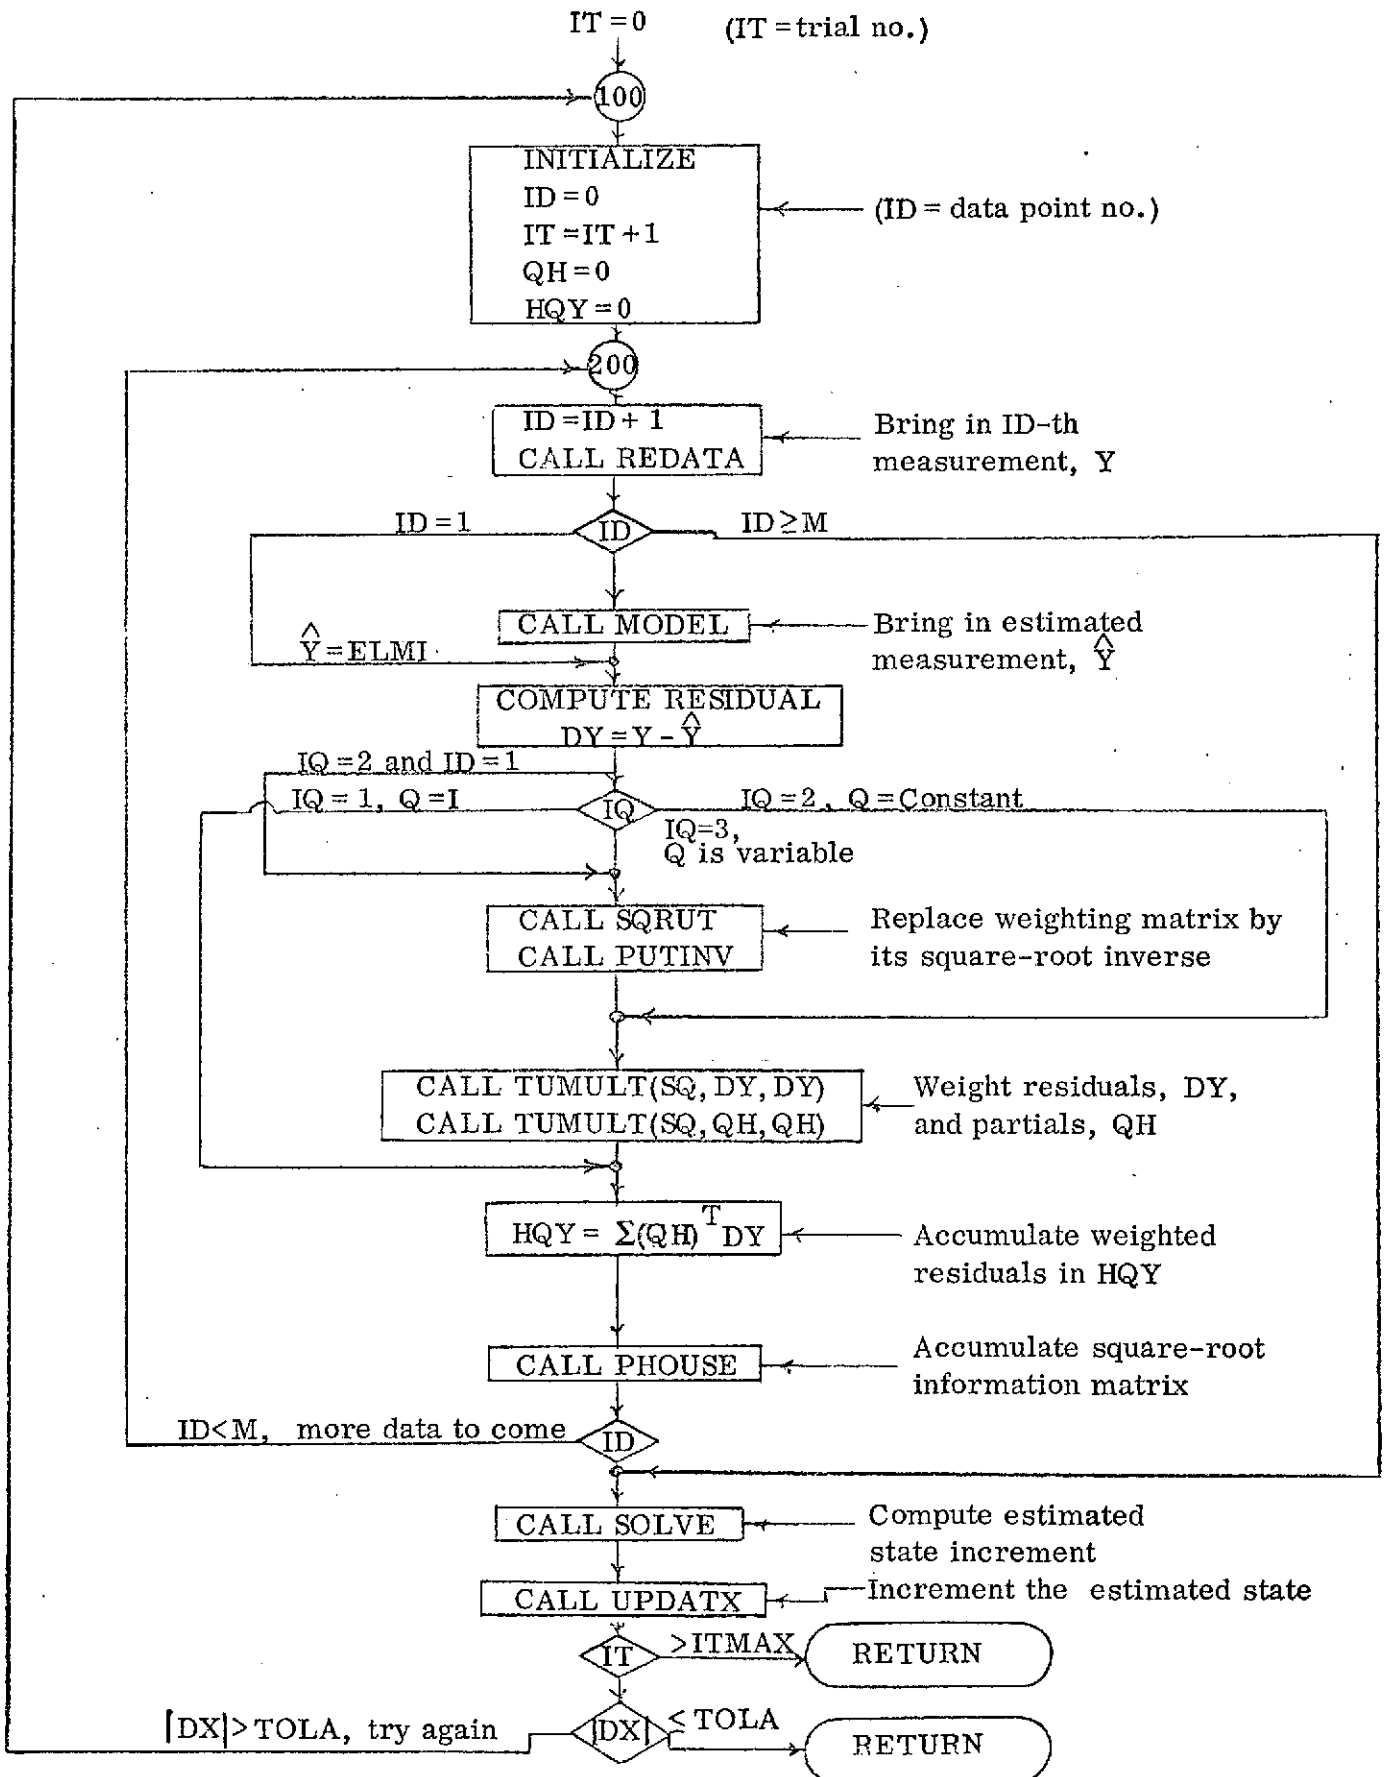 IT=0 (IT=trial no.)
100
INITIALIZE
ID=0
IT=IT+1
QH=0
HQY=0
(ID=data point no.)
200
ID=ID+1
CALL REDATA
Bring in ID-th
measurement, Y
ID=1
ID
ID≥M
CALL MODEL
Bring in estimated
measurement, Ŷ
Ŷ=ELMI
COMPUTE RESIDUAL
DY=Y-Ŷ
IQ=2 and ID=1
IQ=1, Q=I
IQ
IQ=2, Q=Constant
IQ=3,
Q is variable
CALL SQRUT
CALL PUTINV
Replace weighting matrix by
its square-root inverse
CALL TUMULT(SQ,DY,DY)
CALL TUMULT(SQ,QH,QH)
Weight residuals, DY,
and partials, QH
HQY= Σ(QH)ᵀDY
Accumulate weighted
residuals in HQY
CALL PHOUSE
Accumulate square-root
information matrix
ID<M, more data to come
ID
CALL SOLVE
Compute estimated
state increment
CALL UPDATX
Increment the estimated state
IT
>ITMAX
RETURN
|DX|>TOLA, try again
|DX|
≤TOLA
RETURN